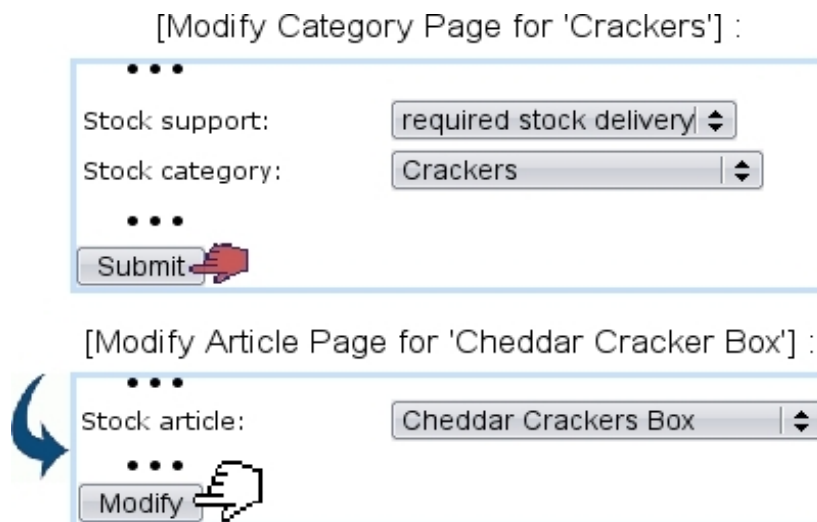 [Modify Category Page for 'Crackers'] :
• • •
Stock support: required stock delivery
Stock category: Crackers
• • •
Submit
[Modify Article Page for 'Cheddar Cracker Box'] :
• • •
Stock article: Cheddar Crackers Box
• • •
Modify